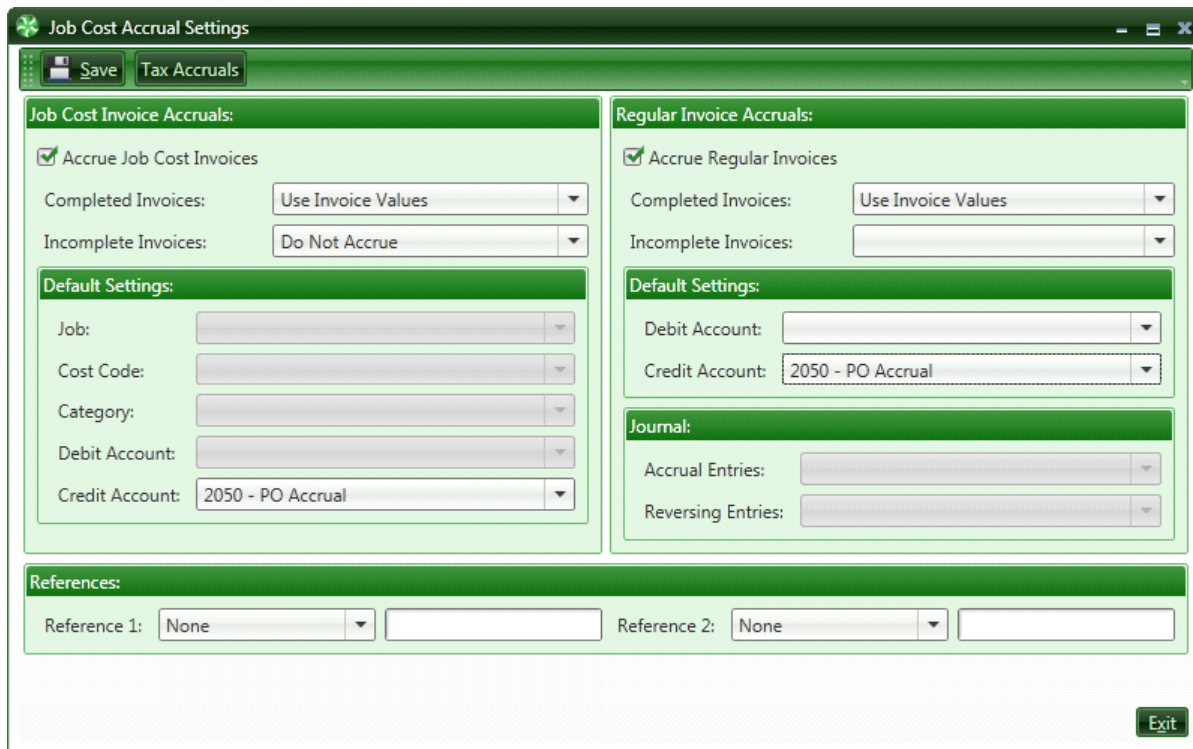 Job Cost Accrual Settings
Save Tax Accruals
Job Cost Invoice Accruals:
Accrue Job Cost Invoices
Completed Invoices: Use Invoice Values
Incomplete Invoices: Do Not Accrue
Default Settings:
Job:
Cost Code:
Category:
Debit Account:
Credit Account: 2050 - PO Accrual
Regular Invoice Accruals:
Accrue Regular Invoices
Completed Invoices: Use Invoice Values
Incomplete Invoices:
Default Settings:
Debit Account:
Credit Account: 2050 - PO Accrual
Journal:
Accrual Entries:
Reversing Entries:
References:
Reference 1: None Reference 2: None
Exit